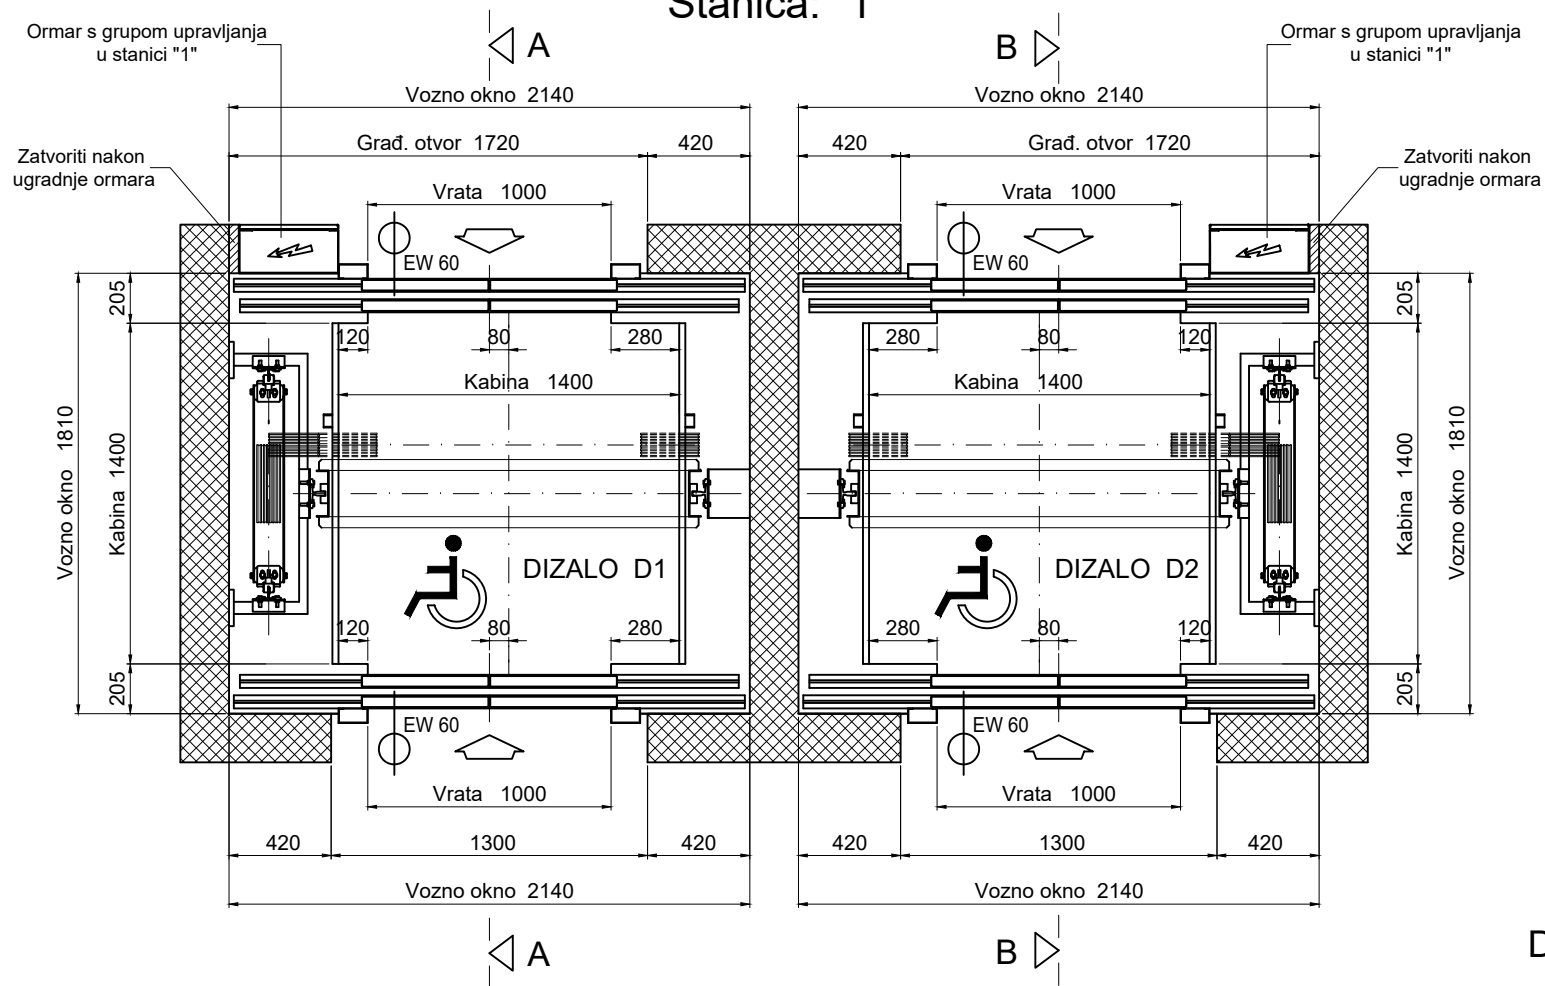 Stanica: 1
Ormar s grupom upravljanja
u stanici "1"
A
B
Ormar s grupom upravljanja
u stanici "1"
Vozno okno 2140
Vozno okno 2140
Građ. otvor 1720
420
420
Građ. otvor 1720
Zatvoriti nakon
ugradnje ormara
Zatvoriti nakon
ugradnje ormara
Vrata 1000
Vrata 1000
EW 60
EW 60
205
205
120
80
280
280
80
120
Kabina 1400
Kabina 1400
Vozno okno 1810
Kabina 1400
Kabina 1400
Vozno okno 1810
DIZALO D1
DIZALO D2
120
80
280
280
80
120
205
205
EW 60
EW 60
Vrata 1000
Vrata 1000
420
1300
420
420
1300
420
Vozno okno 2140
Vozno okno 2140
A
B
D